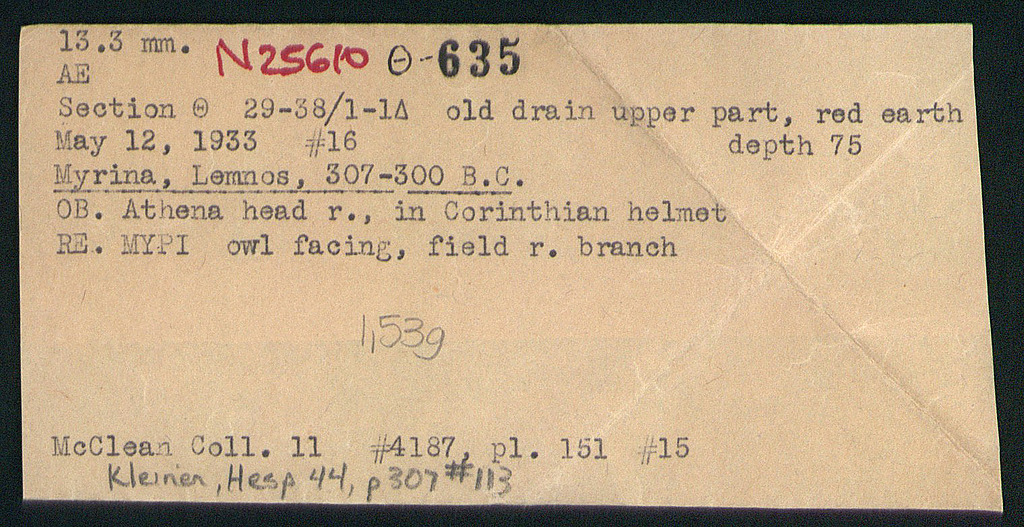 13.3 mm. N25610 Θ-635
AE
Section Θ 29-38/1-1Δ old drain upper part, red earth
May 12, 1933 #16 depth 75
Myrina, Lemnos, 307-300 B.C.
OB. Athena head r., in Corinthian helmet
RE. MYPI owl facing, field r. branch
1,53g
McClean Coll. 11 #4187, pl. 151 #15
Kleiner, Hesp 44, p307 #113